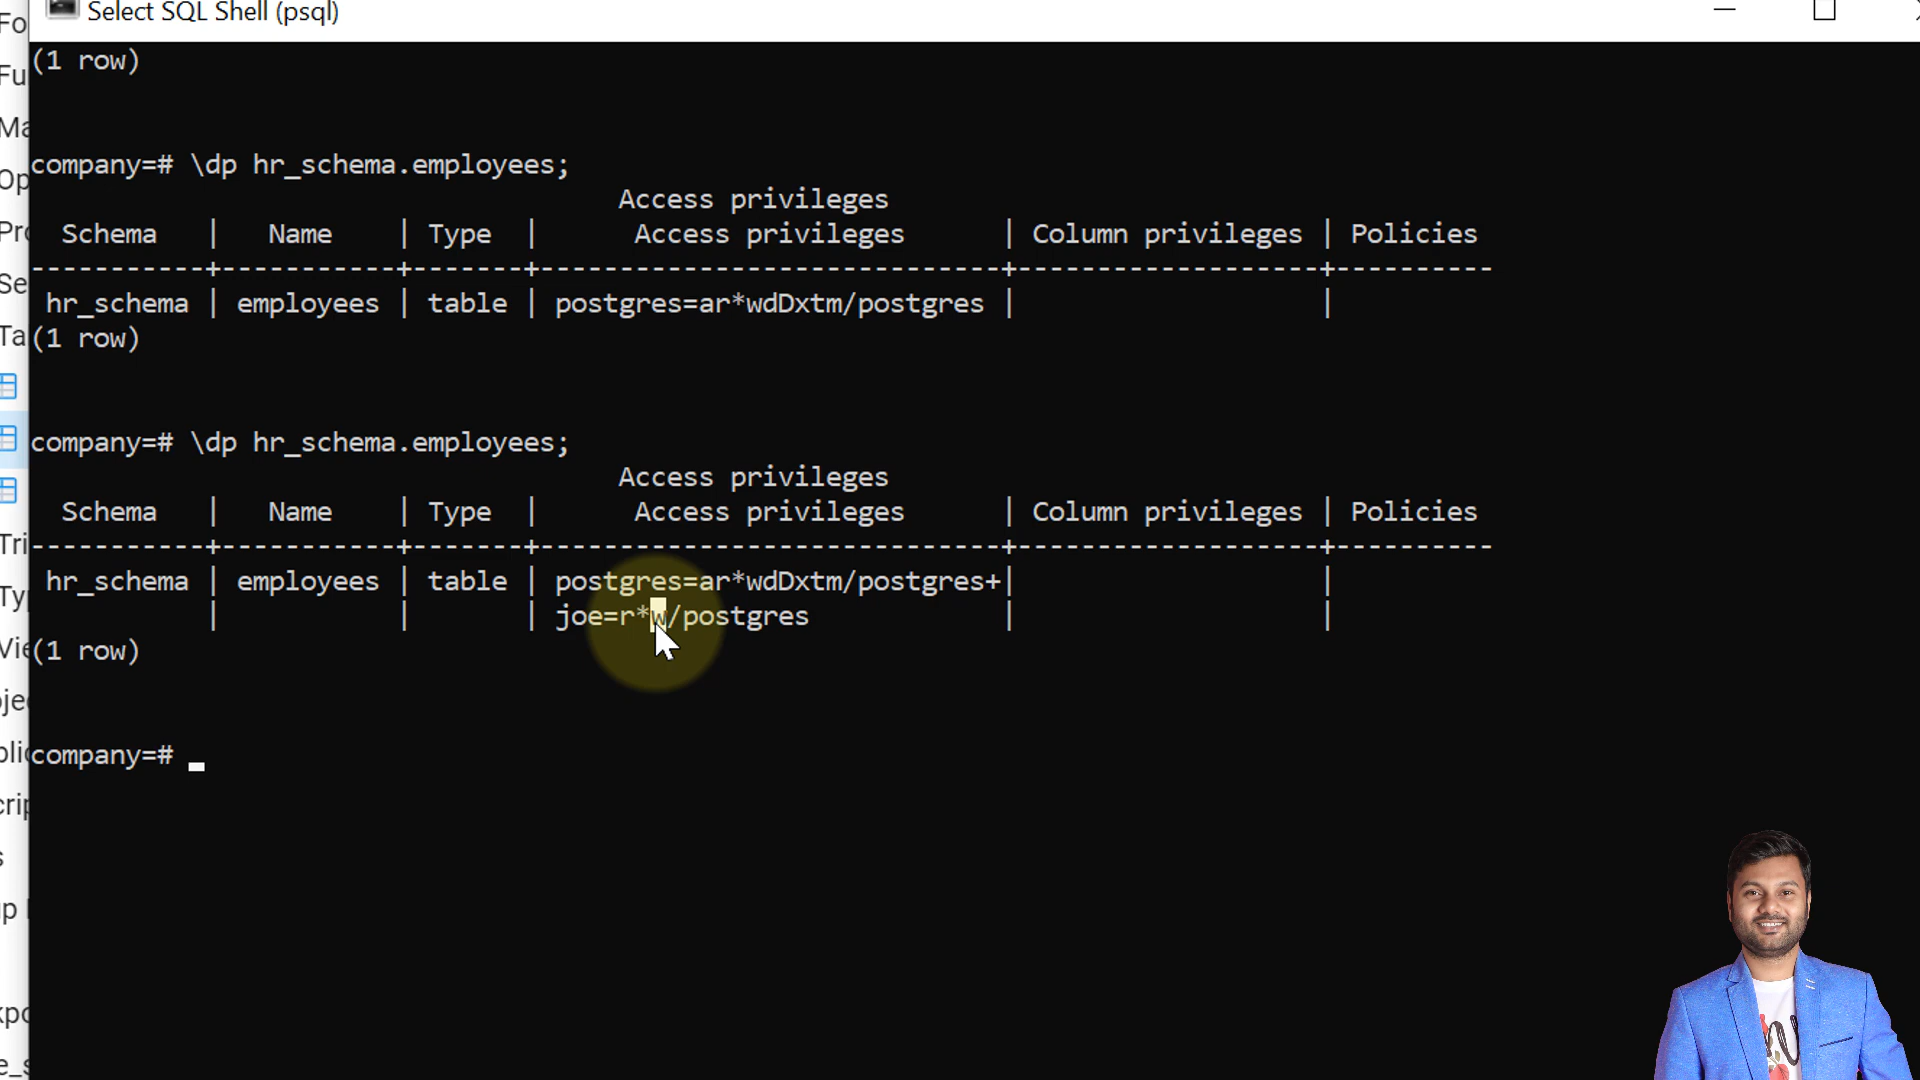 Select SQL Shell (psql)
(1 row)
company=# \dp hr_schema.employees;
Access privileges
Schema | Name | Type | Access privileges | Column privileges | Policies
-----------+-----------+-------+-----------------------------+-------------------+----------
hr_schema | employees | table | postgres=ar*wdDxtm/postgres | |
(1 row)
company=# \dp hr_schema.employees;
Access privileges
Schema | Name | Type | Access privileges | Column privileges | Policies
-----------+-----------+-------+-----------------------------+-------------------+----------
hr_schema | employees | table | postgres=ar*wdDxtm/postgres+| |
| | | joe=r*w/postgres | |
(1 row)
company=#